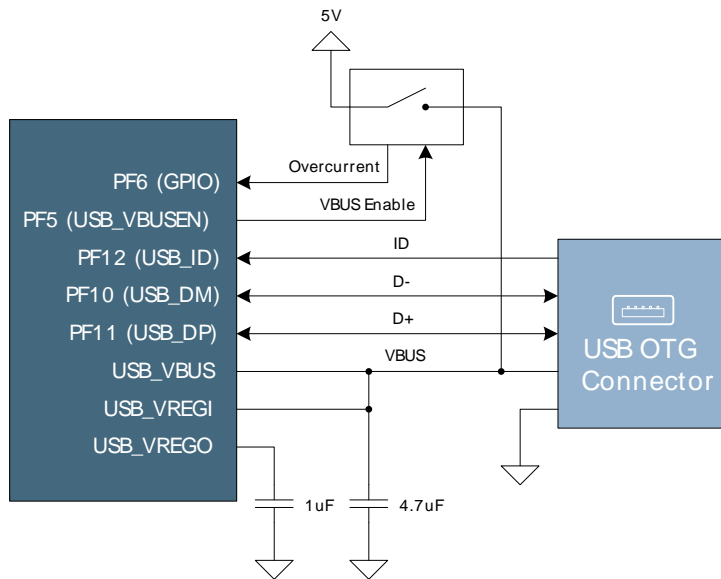 5V
Overcurrent
PF6 (GPIO)
VBUS Enable
PF5 (USB_VBUSEN)
ID
PF12 (USB_ID)
D-
PF10 (USB_DM)
D+
PF11 (USB_DP)
VBUS
USB_VBUS
USB_VREGI
USB_VREGO
USB OTG
Connector
1uF
4.7uF